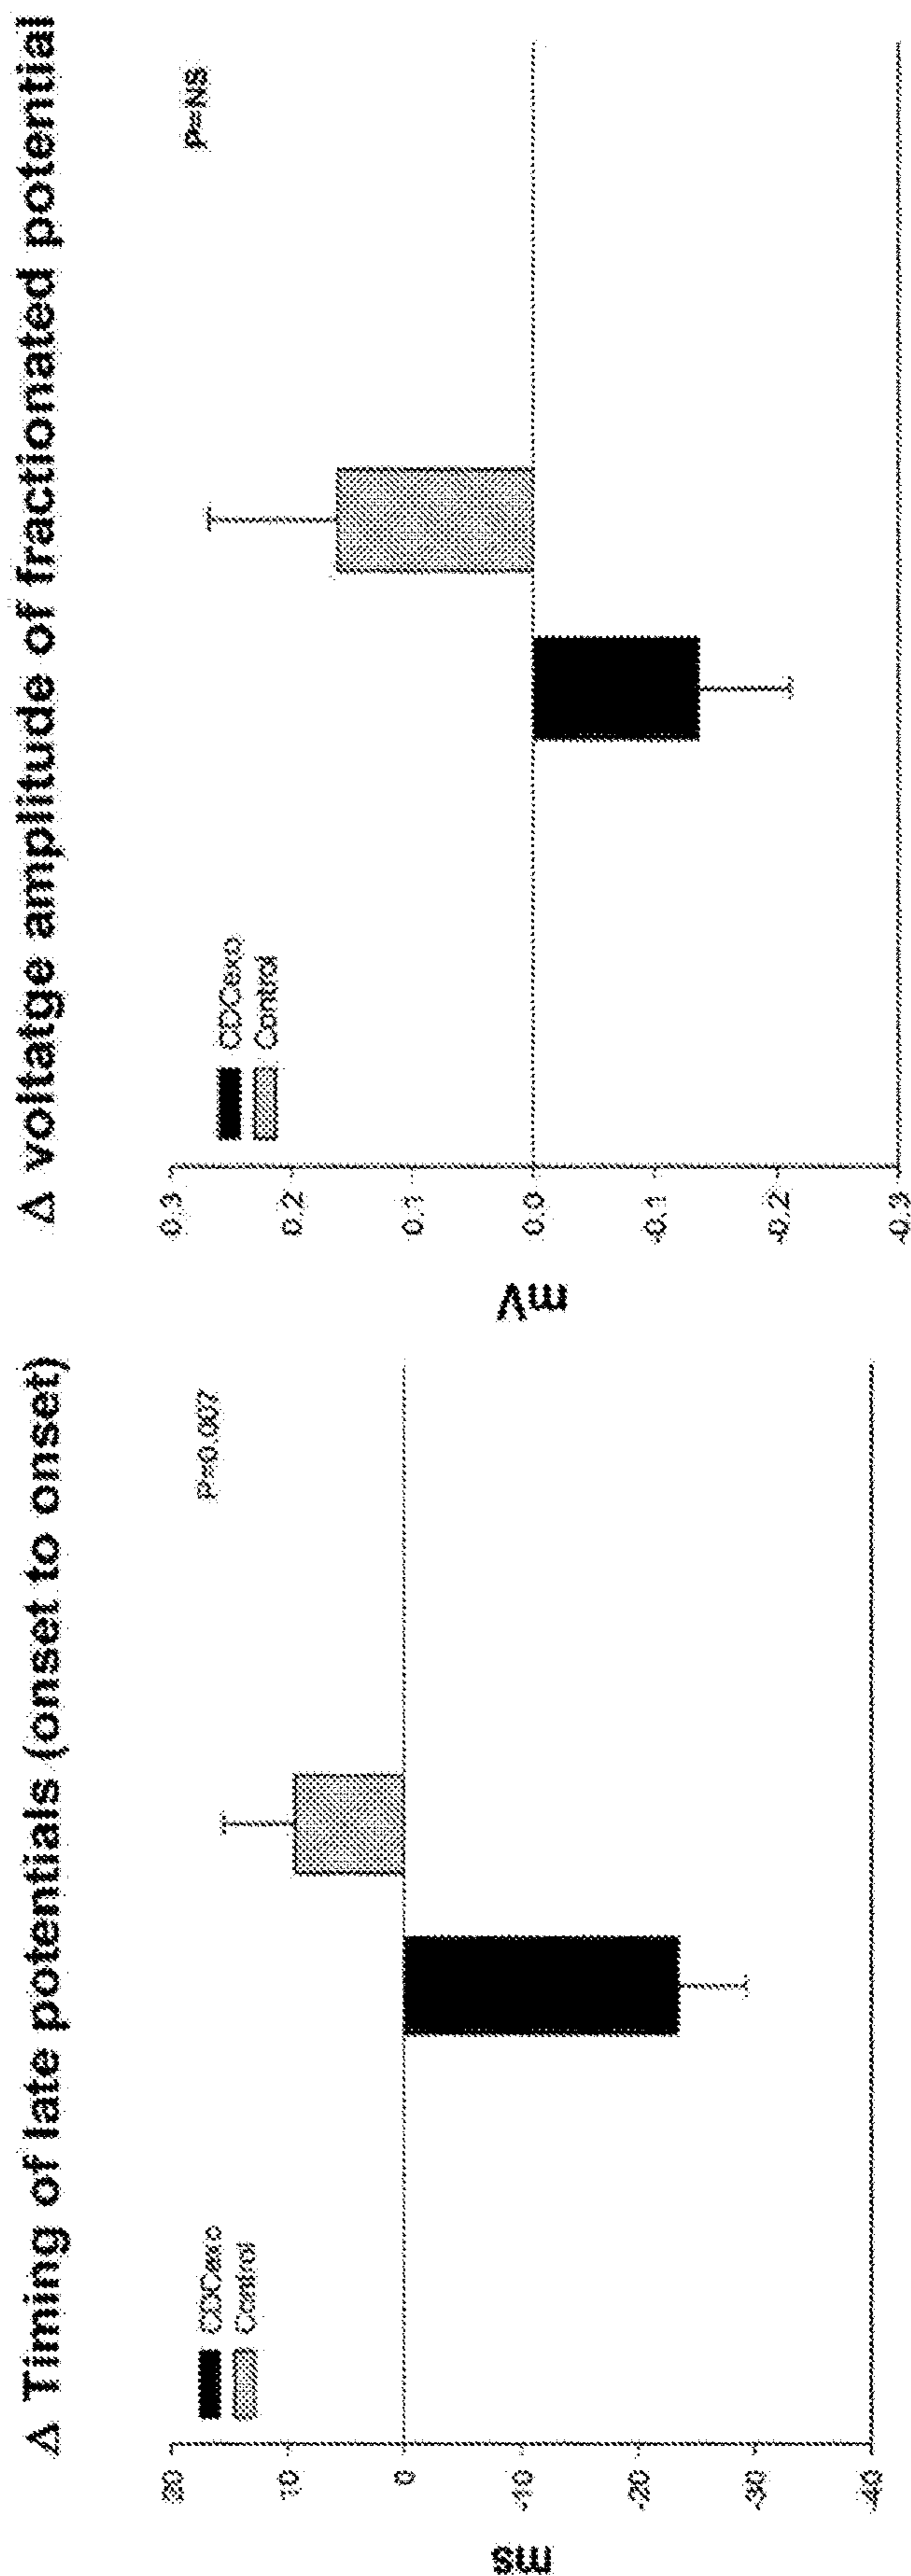 Δ Timing of late potentials (onset to onset)
P=0.007
CDCexo
Control
20
10
0
-10
-20
-30
-40
ms
Δ voltatge amplitude of fractionated potential
p=NS
CDCexo
Control
0.3
0.2
0.1
0.0
-0.1
-0.2
-0.3
mV